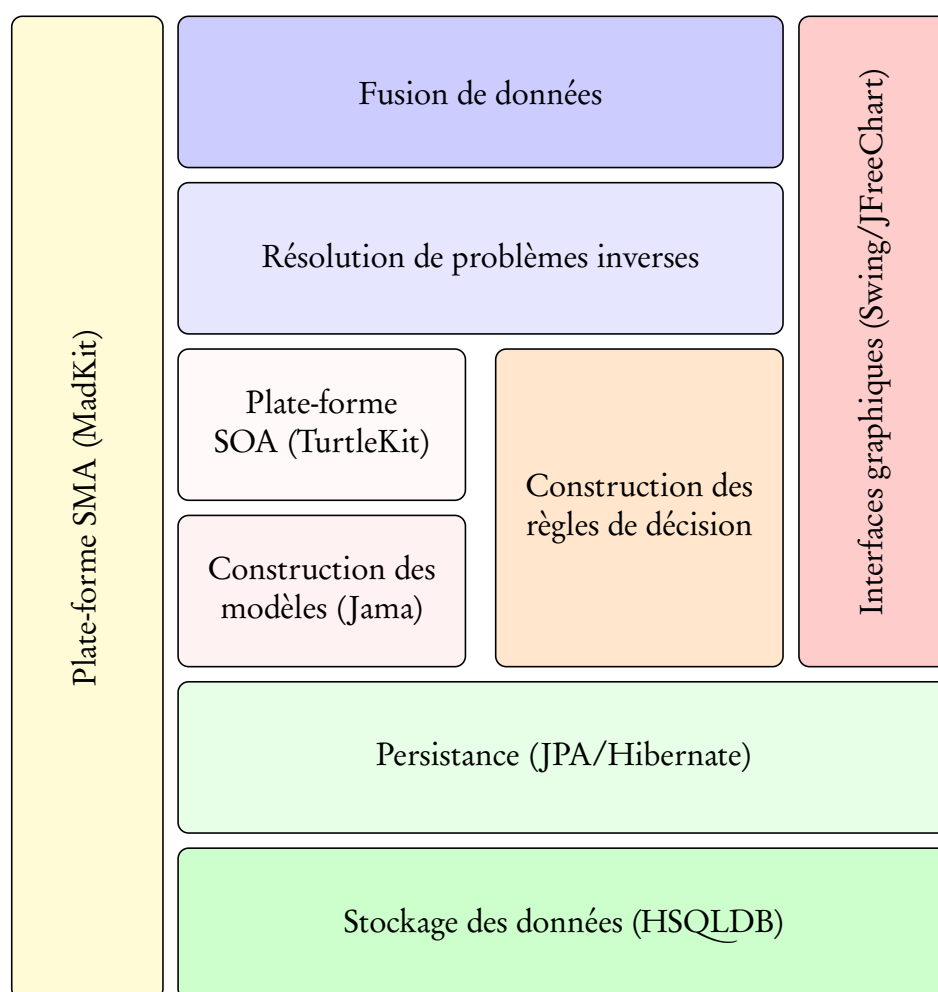 Plate-forme SMA (MadKit)
Fusion de données
Résolution de problèmes inverses
Plate-forme
SOA (TurtleKit)
Construction des
modèles (Jama)
Construction des
règles de décision
Interfaces graphiques (Swing/JFreeChart)
Persistance (JPA/Hibernate)
Stockage des données (HSQLDB)